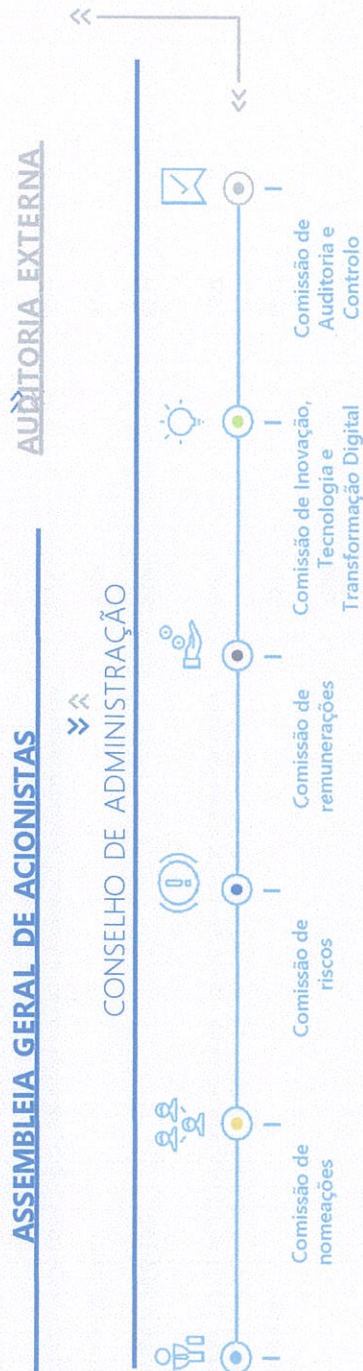 ASSEMBLEIA GERAL DE ACIONISTAS
AUDITORIA EXTERNA
CONSELHO DE ADMINISTRAÇÃO
Comissão de
nomeações
Comissão de
riscos
Comissão de
remunerações
Comissão de Inovação,
Tecnologia e
Transformação Digital
Comissão de
Auditoria e
Controlo